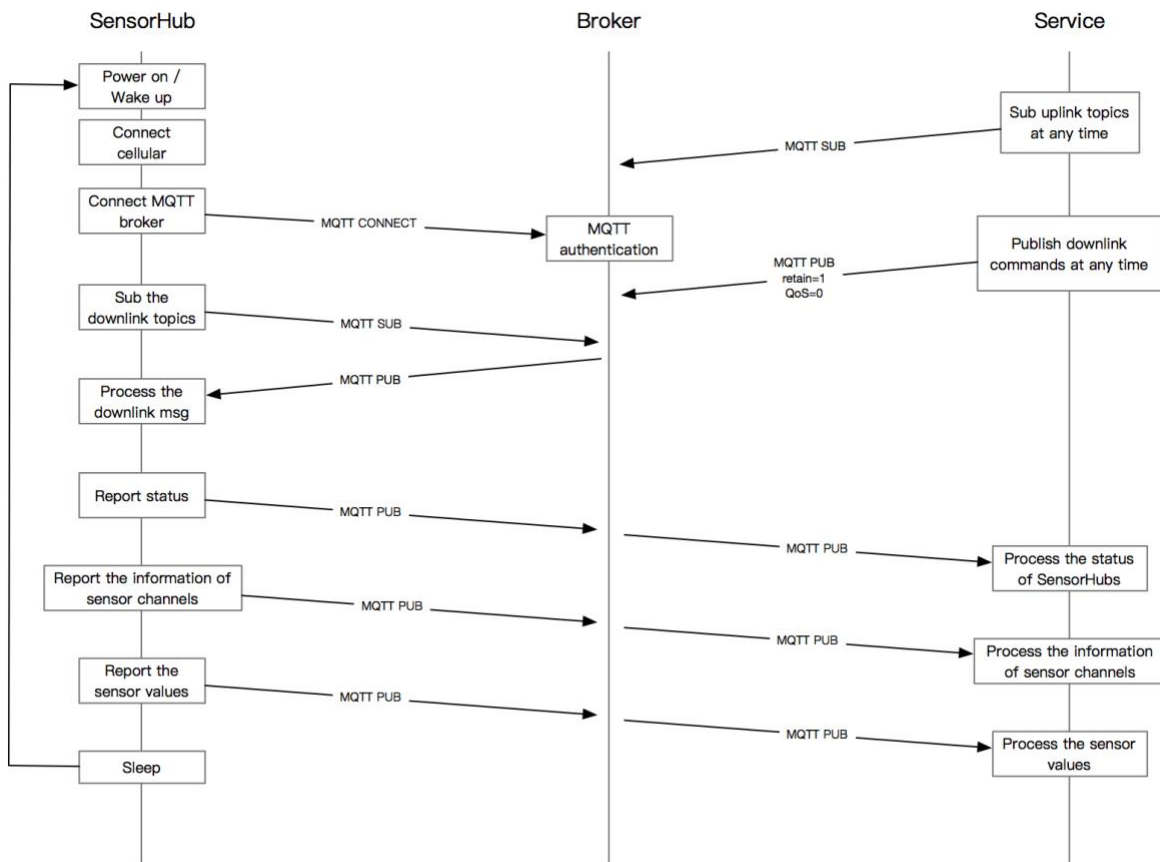 SensorHub
Broker
Service
Power on /
Wake up
Sub uplink topics
at any time
Connect
cellular
MQTT SUB
Connect MQTT
broker
MQTT CONNECT
MQTT
authentication
Publish downlink
commands at any time
MQTT PUB
retain=1
QoS=0
Sub the
downlink topics
MQTT SUB
MQTT PUB
Process the
downlink msg
Report status
MQTT PUB
MQTT PUB
Process the status
of SensorHubs
Report the information of
sensor channels
MQTT PUB
MQTT PUB
Process the information
of sensor channels
Report the
sensor values
MQTT PUB
MQTT PUB
Process the sensor
values
Sleep